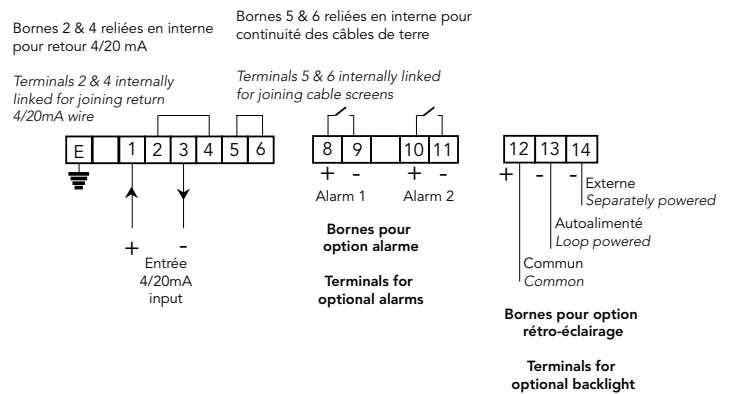 Bornes 2 & 4 reliées en interne
pour retour 4/20 mA
Terminals 2 & 4 internally
linked for joining return
4/20mA wire
Bornes 5 & 6 reliées en interne pour
continuité des câbles de terre
Terminals 5 & 6 internally linked
for joining cable screens
E 1 2 3 4 5 6
8 9 10 11
12 13 14
+ -
Entrée
4/20mA
input
+ - + -
Alarm 1 Alarm 2
Bornes pour
option alarme
Terminals for
optional alarms
+ - -
Externe
Separately powered
Autoalimenté
Loop powered
Commun
Common
Bornes pour option
rétro-éclairage
Terminals for
optional backlight